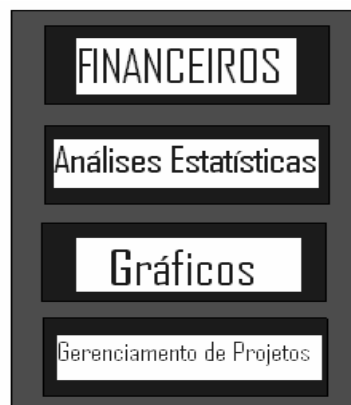 FINANCEIROS
Análises Estatísticas
Gráficos
Gerenciamento de Projetos